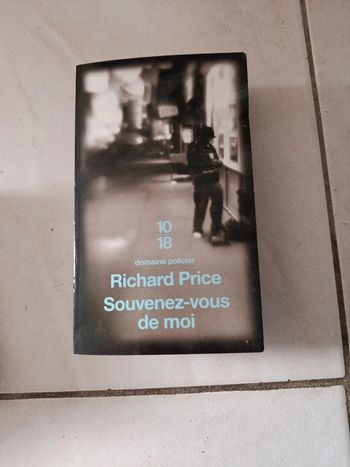 10
18
domaine policier
Richard Price
Souvenez-vous
de moi